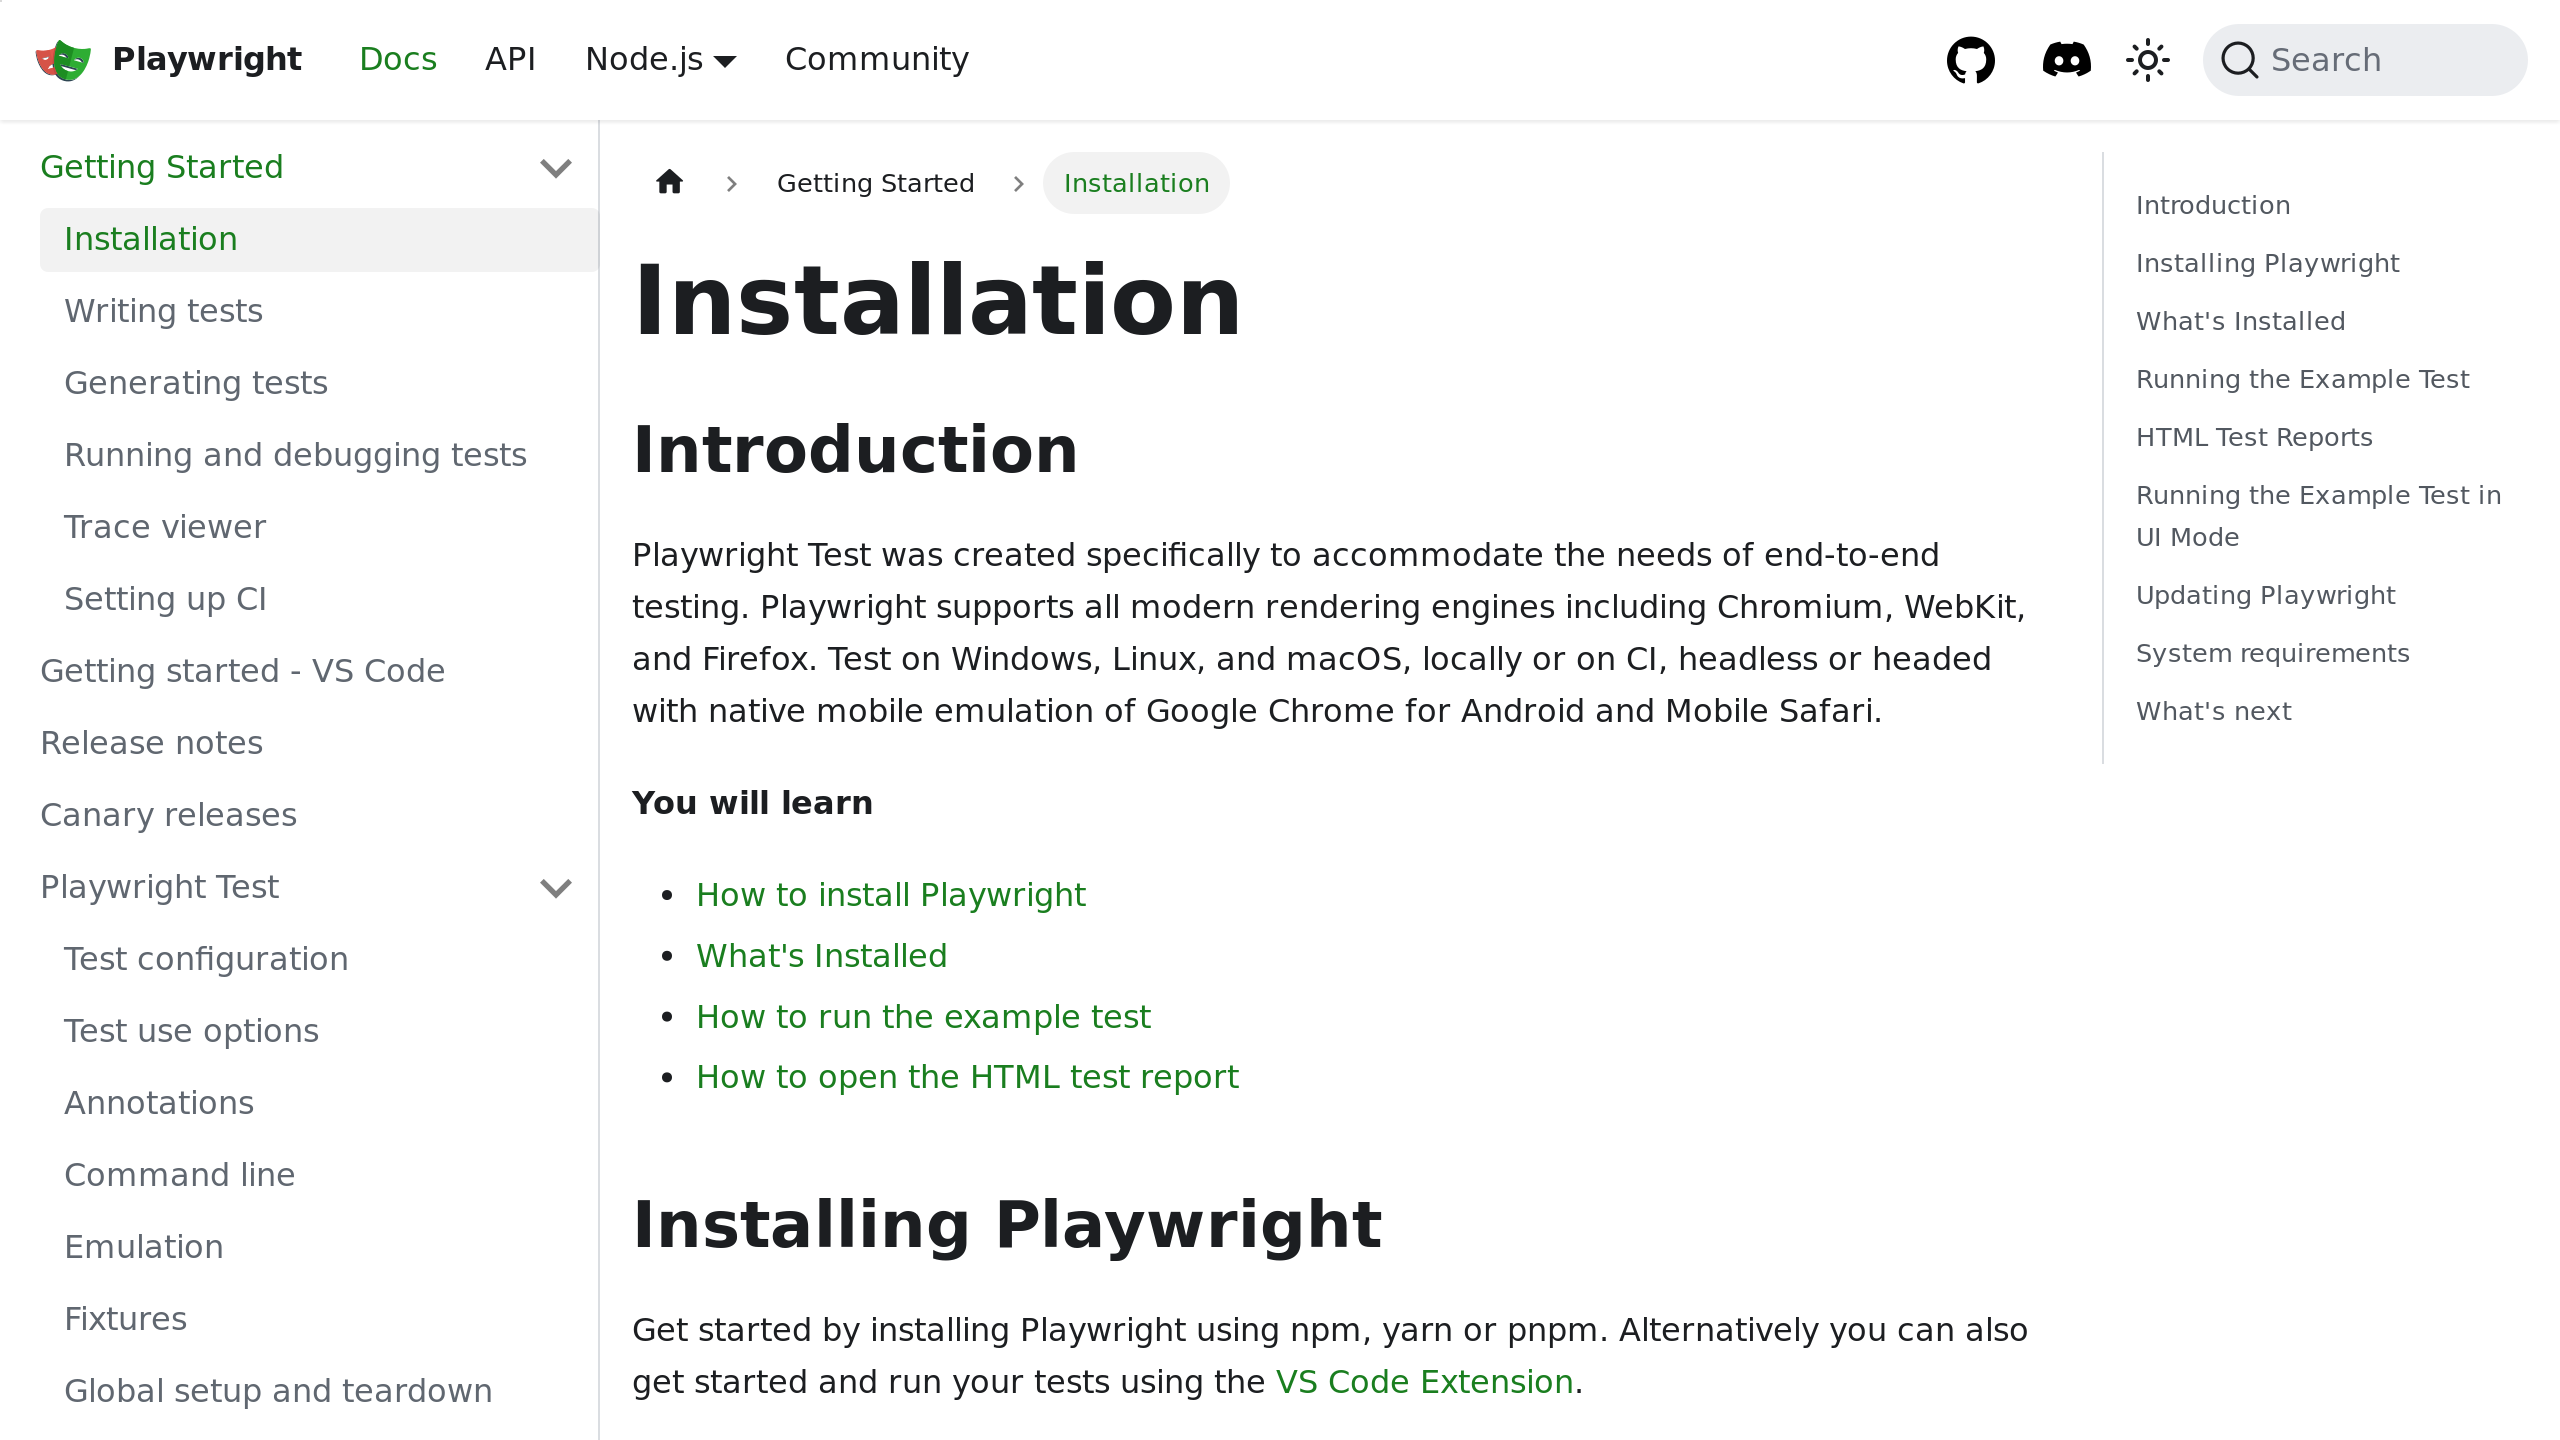 Playwright
Docs
API
Node.js
Community
Search
Getting Started
Installation
Writing tests
Generating tests
Running and debugging tests
Trace viewer
Setting up CI
Getting started - VS Code
Release notes
Canary releases
Playwright Test
Test configuration
Test use options
Annotations
Command line
Emulation
Fixtures
Global setup and teardown
Getting Started
Installation
Installation
Introduction
Playwright Test was created specifically to accommodate the needs of end-to-end
testing. Playwright supports all modern rendering engines including Chromium, WebKit,
and Firefox. Test on Windows, Linux, and macOS, locally or on CI, headless or headed
with native mobile emulation of Google Chrome for Android and Mobile Safari.
You will learn
• How to install Playwright
• What's Installed
• How to run the example test
• How to open the HTML test report
Installing Playwright
Get started by installing Playwright using npm, yarn or pnpm. Alternatively you can also
get started and run your tests using the VS Code Extension.
Introduction
Installing Playwright
What's Installed
Running the Example Test
HTML Test Reports
Running the Example Test in
UI Mode
Updating Playwright
System requirements
What's next